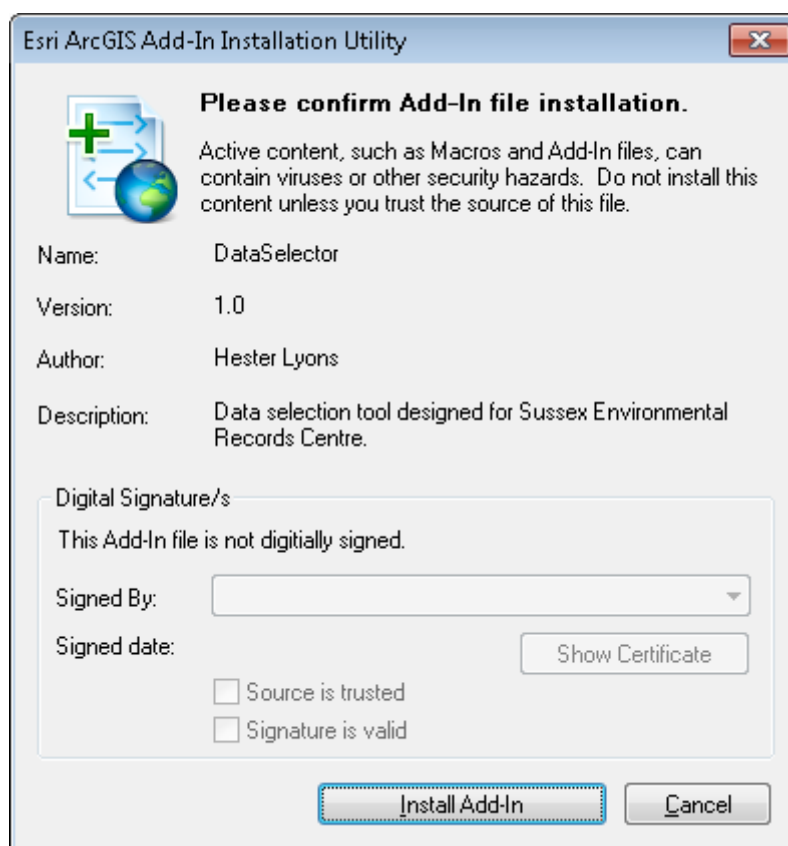 Esri ArcGIS Add-In Installation Utility
Please confirm Add-In file installation.
Active content, such as Macros and Add-In files, can
contain viruses or other security hazards. Do not install this
content unless you trust the source of this file.
Name: DataSelector
Version: 1.0
Author: Hester Lyons
Description: Data selection tool designed for Sussex Environmental
Records Centre.
Digital Signature/s
This Add-In file is not digitially signed.
Signed By:
Signed date:
Show Certificate
Source is trusted
Signature is valid
Install Add-In Cancel